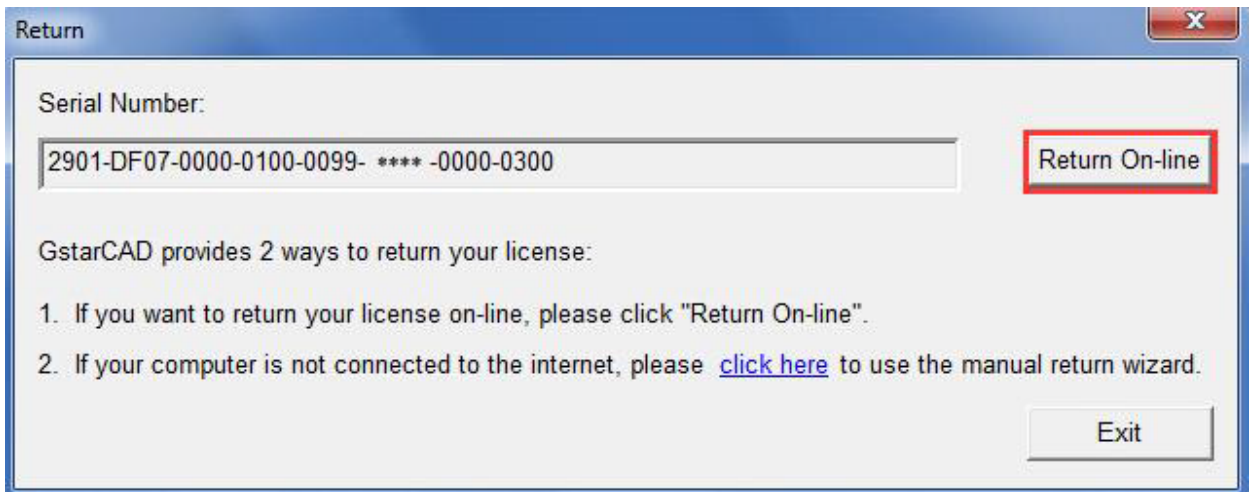 Return
X
Serial Number:
2901-DF07-0000-0100-0099- **** -0000-0300
Return On-line
GstarCAD provides 2 ways to return your license:
1. If you want to return your license on-line, please click "Return On-line".
2. If your computer is not connected to the internet, please click here to use the manual return wizard.
Exit